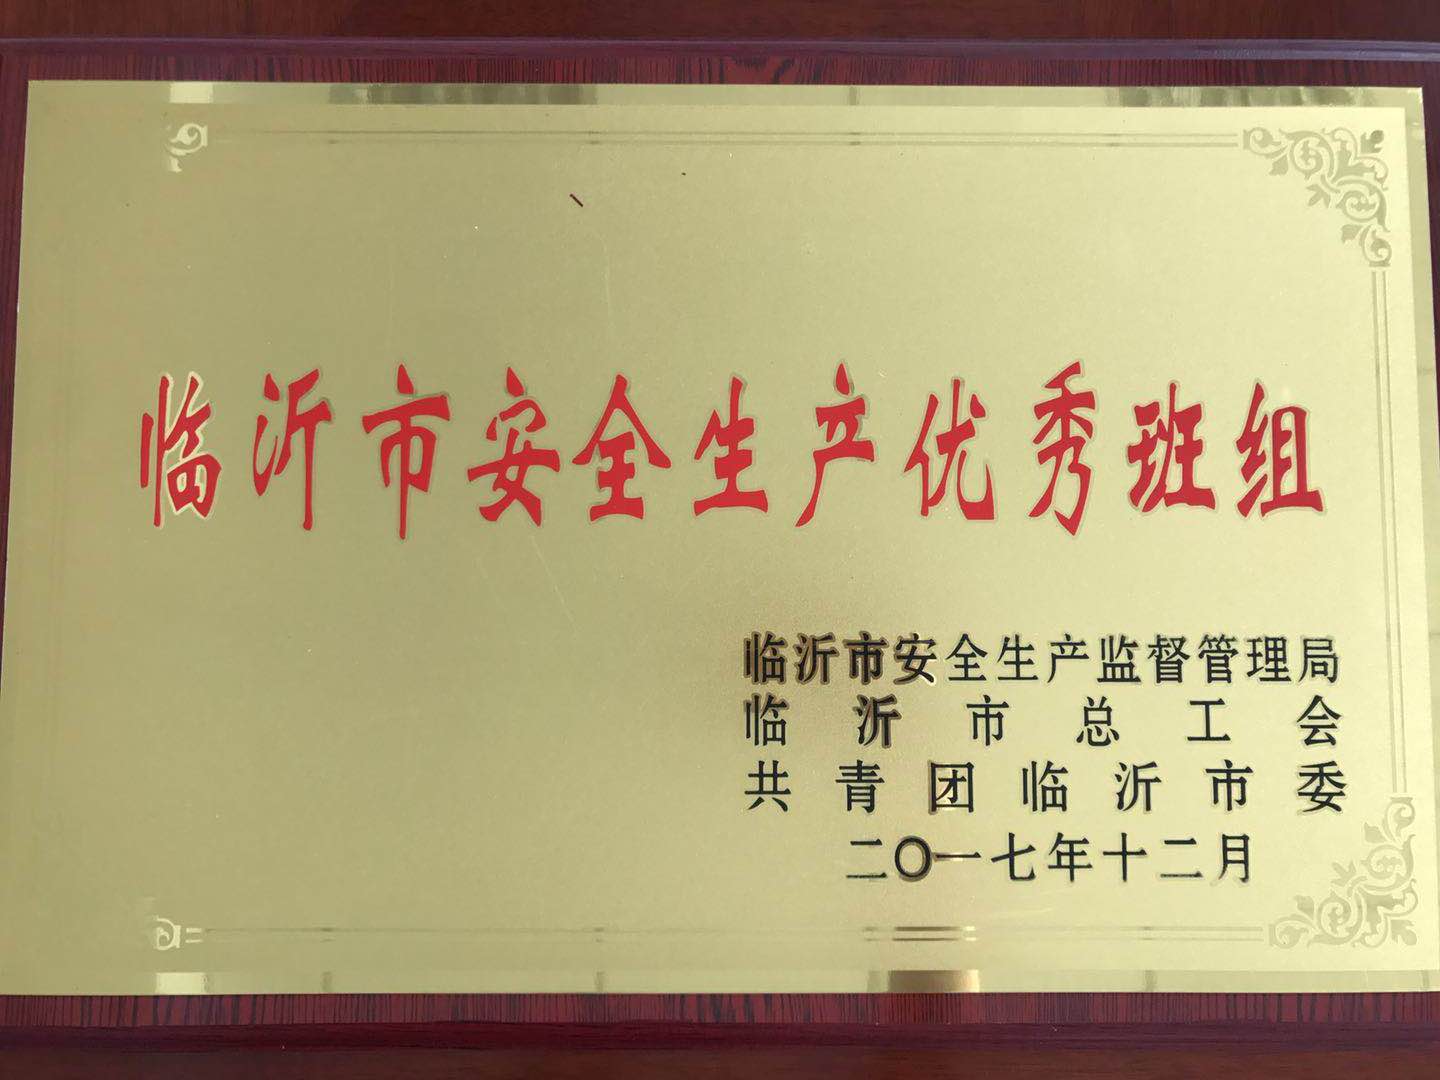 临沂市安全生产优秀班组
临沂市安全生产监督管理局
临沂市总工会
共青团临沂市委
二〇一七年十二月